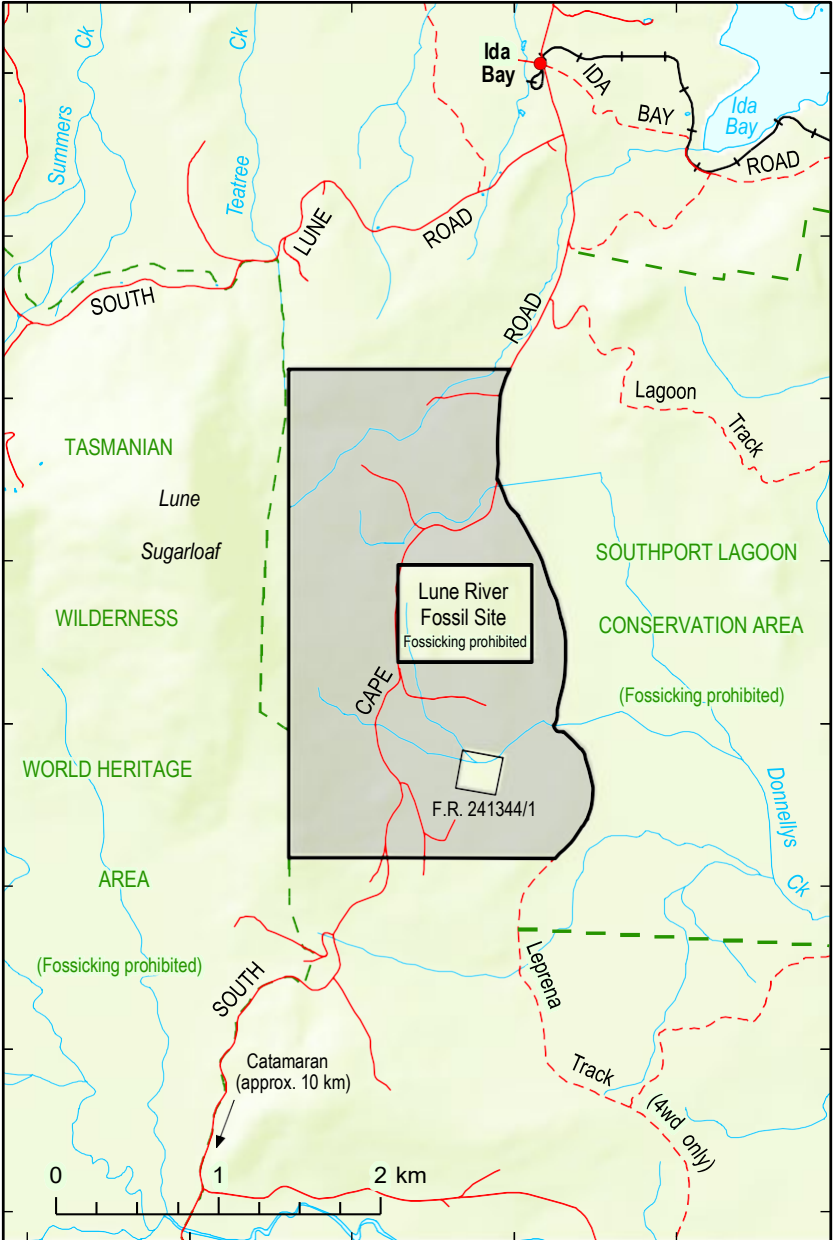 Ck
Ck
Ida
Bay
IDA
BAY
ROAD
Ida
Bay
Summers
Teatree
LUNE
ROAD
SOUTH
ROAD
Lagoon
Track
TASMANIAN
Lune
Sugarloaf
WILDERNESS
WORLD HERITAGE
AREA
(Fossicking prohibited)
Lune River
Fossil Site
Fossicking prohibited
SOUTHPORT LAGOON
CONSERVATION AREA
(Fossicking prohibited)
CAPE
F.R. 241344/1
Donnellys
Ck
SOUTH
Leprena
Track
(4wd only)
Catamaran
(approx. 10 km)
0 1 2 km